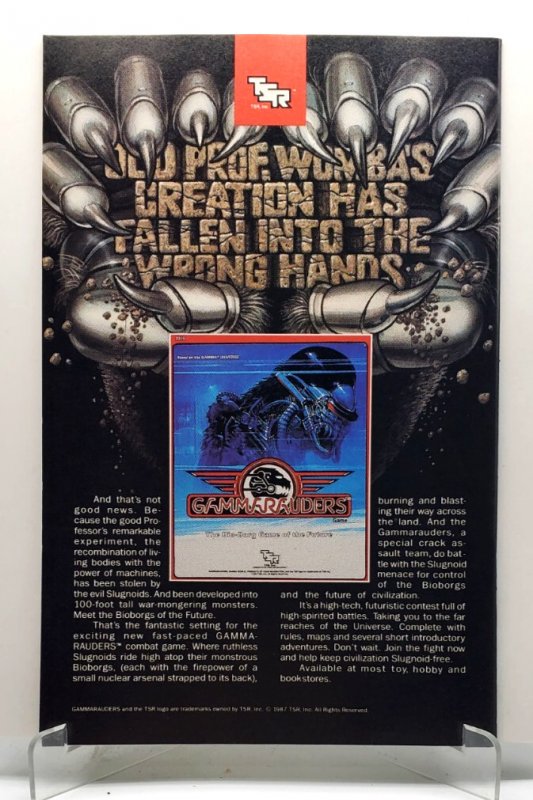 TSR
TSR, Inc.
OLD PROF. WOMBA'S
CREATION HAS
FALLEN INTO THE
WRONG HANDS.
Based on the GAMMA
GAMMARAUDERS
Game
The Bio-Borg Game of the Future
TSR
And that's not
good news. Be-
cause the good Pro-
fessor's remarkable
experiment, the
recombination of liv-
ing bodies with the
power of machines,
has been stolen by
the evil Slugnoids. And been developed into
100-foot tall war-mongering monsters.
Meet the Bioborgs of the Future.
That's the fantastic setting for the
exciting new fast-paced GAMMA-
RAUDERS™ combat game. Where ruthless
Slugnoids ride high atop their monstrous
Bioborgs, (each with the firepower of a
small nuclear arsenal strapped to its back),
burning and blast-
ing their way across
the land. And the
Gammarauders, a
special crack as-
sault team, do bat-
tle with the Slugnoid
menace for control
of the Bioborgs
and the future of civilization.
It's a high-tech, futuristic contest full of
high-spirited battles. Taking you to the far
reaches of the Universe. Complete with
rules, maps and several short introductory
adventures. Don't wait. Join the fight now
and help keep civilization Slugnoid-free.
Available at most toy, hobby and
bookstores.
GAMMARAUDERS and the TSR logo are trademarks owned by TSR, Inc. © 1987 TSR, Inc. All Rights Reserved.